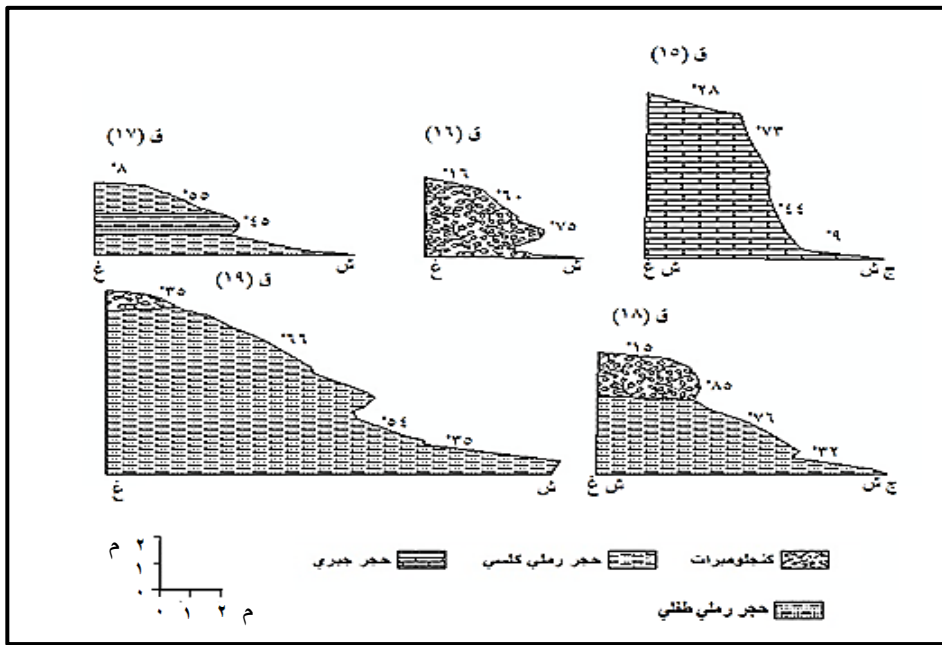 ق (١٥)
°٢٨
°٧٣
°٤٤
°٩
غ ش
ش ج
ق (١٦)
°١٦
°٦٠
°٧٥
غ
ش
ق (١٧)
°٨
°٥٥
°٤٥
غ
ش
ق (١٨)
°١٥
°٨٥
°٧٦
°٣٢
غ ش
ش ج
ق (١٩)
°٣٥
°٦٦
°٥٤
°٣٥
غ
ش
م ٢
١
٠
٠ ١ ٢ م
كنجلوميرات
حجر رملي كلسي
حجر جيري
حجر رملي طفلي